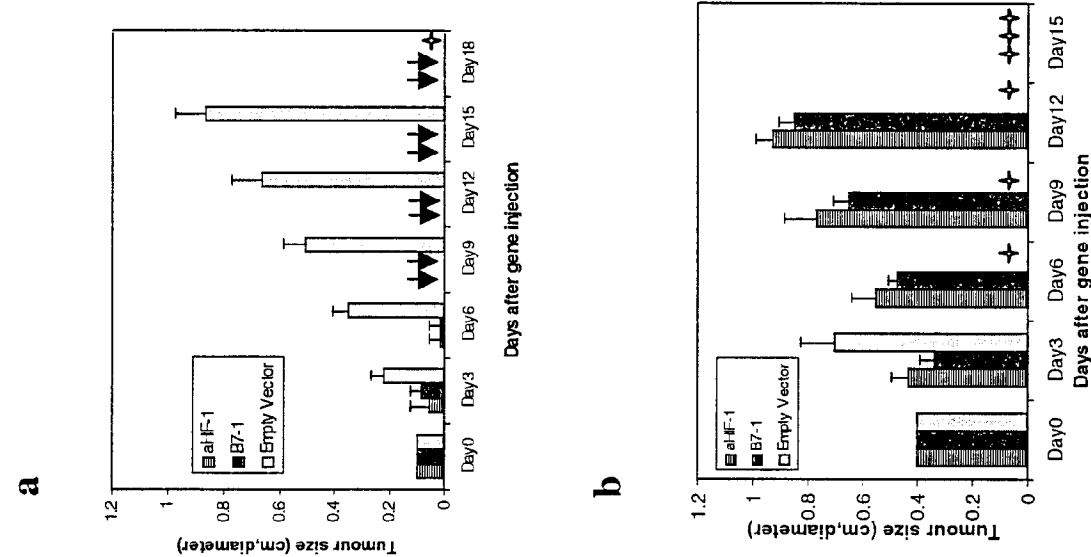 a
Tumour size (cm,diameter)
1.2
1
0.8
0.6
0.4
0.2
0
aHF-1
B7-1
Empty Vector
Day0 Day3 Day6 Day9 Day12 Day15 Day18
Days after gene injection
b
Tumour size (cm,diameter)
1.2
1
0.8
0.6
0.4
0.2
0
aHIF-1
B7-1
Empty Vector
Day0 Day3 Day6 Day9 Day12 Day15
Days after gene injection